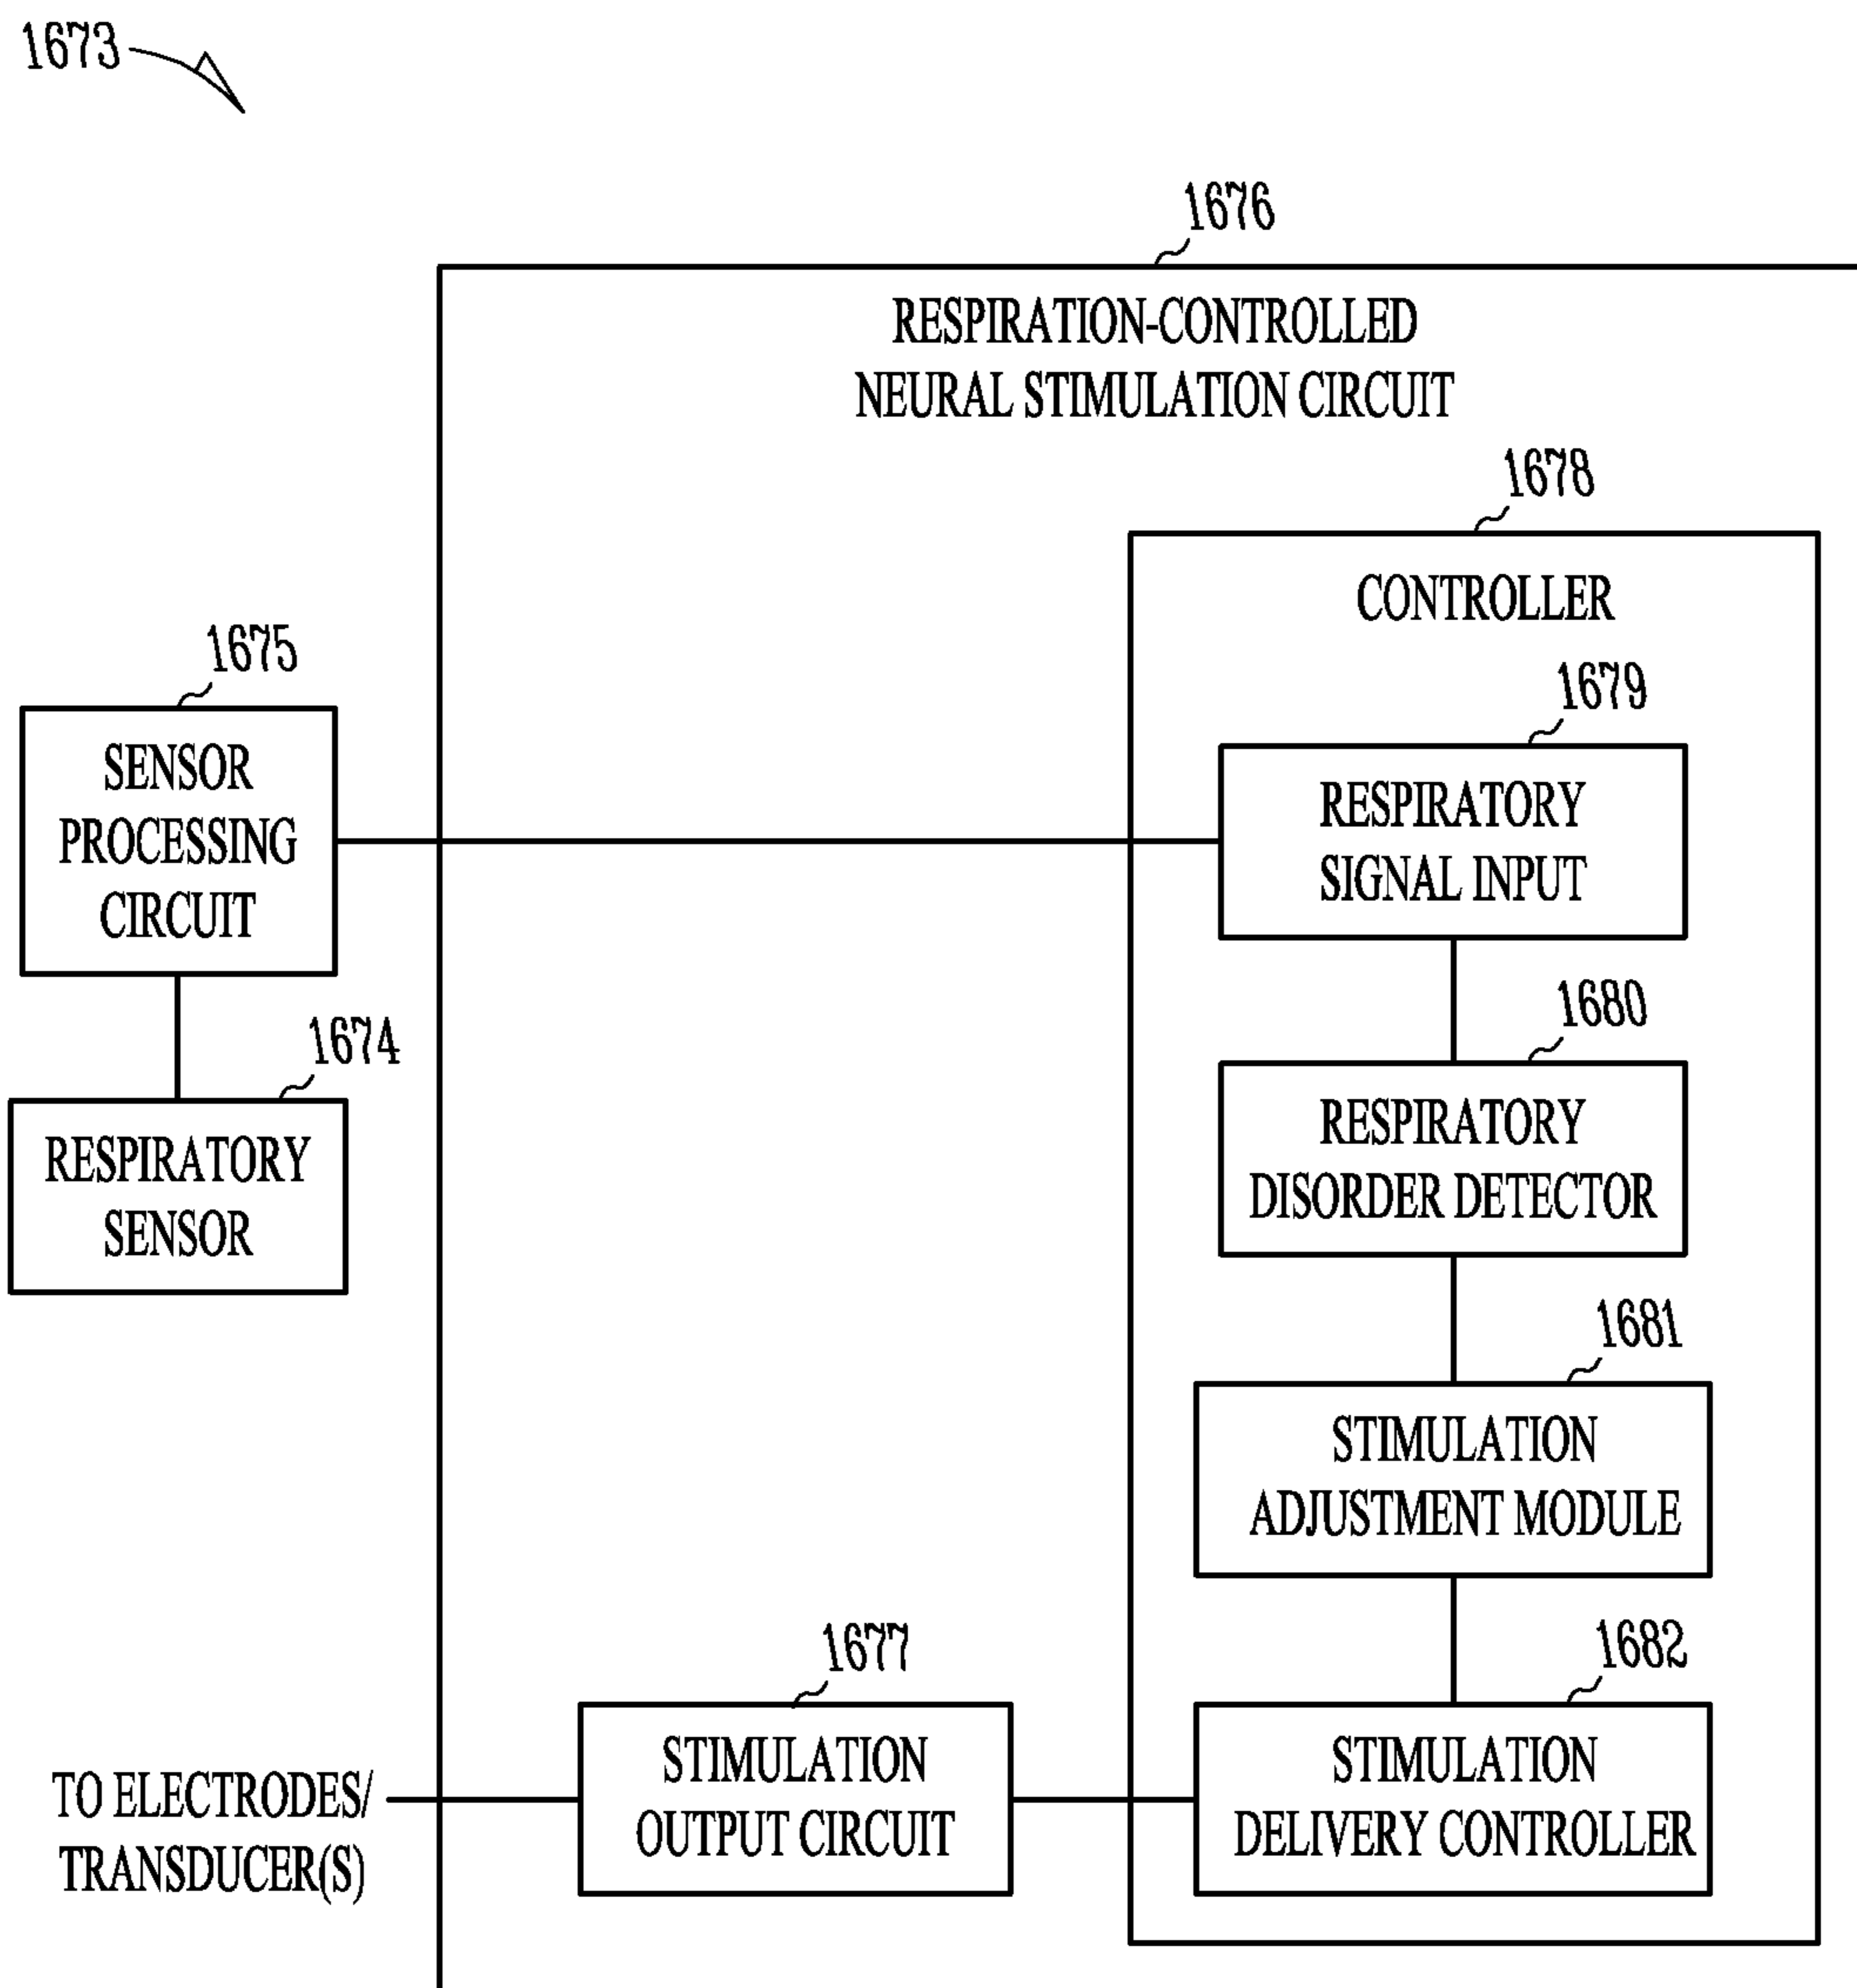 1673
1676
RESPIRATION-CONTROLLED
NEURAL STIMULATION CIRCUIT
1678
CONTROLLER
1675
SENSOR
PROCESSING
CIRCUIT
1679
RESPIRATORY
SIGNAL INPUT
1674
RESPIRATORY
SENSOR
1680
RESPIRATORY
DISORDER DETECTOR
1681
STIMULATION
ADJUSTMENT MODULE
1677
STIMULATION
OUTPUT CIRCUIT
1682
STIMULATION
DELIVERY CONTROLLER
TO ELECTRODES/
TRANSDUCER(S)